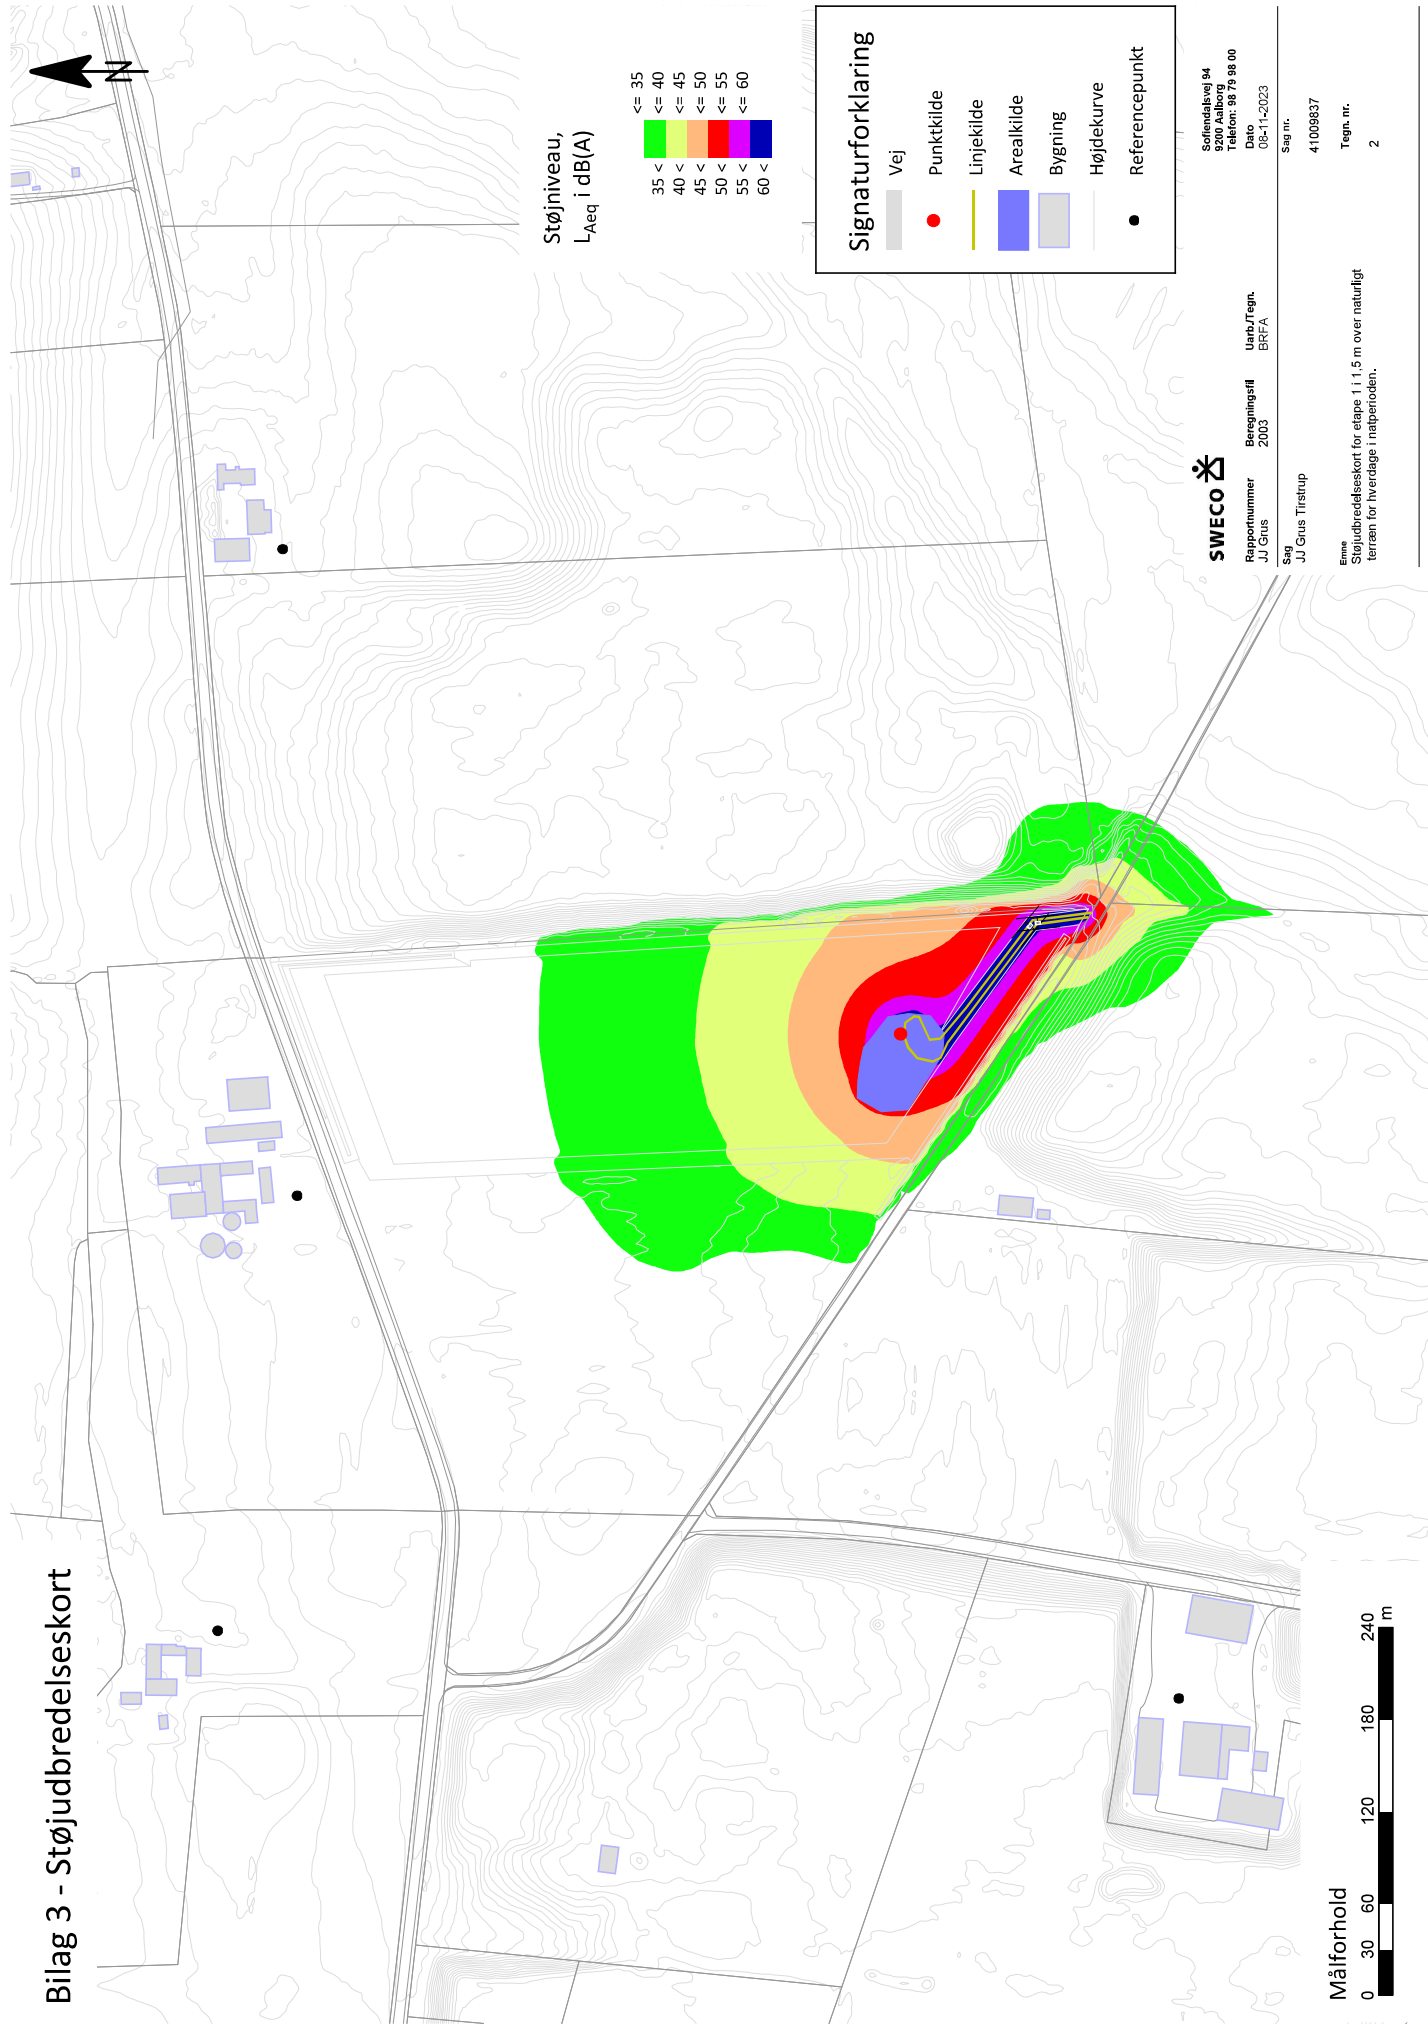 Bilag 3 - Støjudbredelseskort
N
Støjniveau,
LAeq i dB(A)
<= 35
35 < <= 40
40 < <= 45
45 < <= 50
50 < <= 55
55 < <= 60
60 <
Signaturforklaring
Vej
Punktkilde
Linjekilde
Arealkilde
Bygning
Højdekurve
Referencepunkt
Målforhold
0 30 60 120 180 240
m
SWECO
Sofiendalsvej 94
9200 Aalborg
Telefon: 98 79 98 00
Rapportnummer Beregningsfil Uarb./Tegn. Dato
JJ Grus 2003 BRFA 08-11-2023
Sag Sag nr.
JJ Grus Tirstrup 41009837
Emne Tegn. nr.
Støjudbredelseskort for etape 1 i 1,5 m over naturligt
terræn for hverdage i natperioden. 2